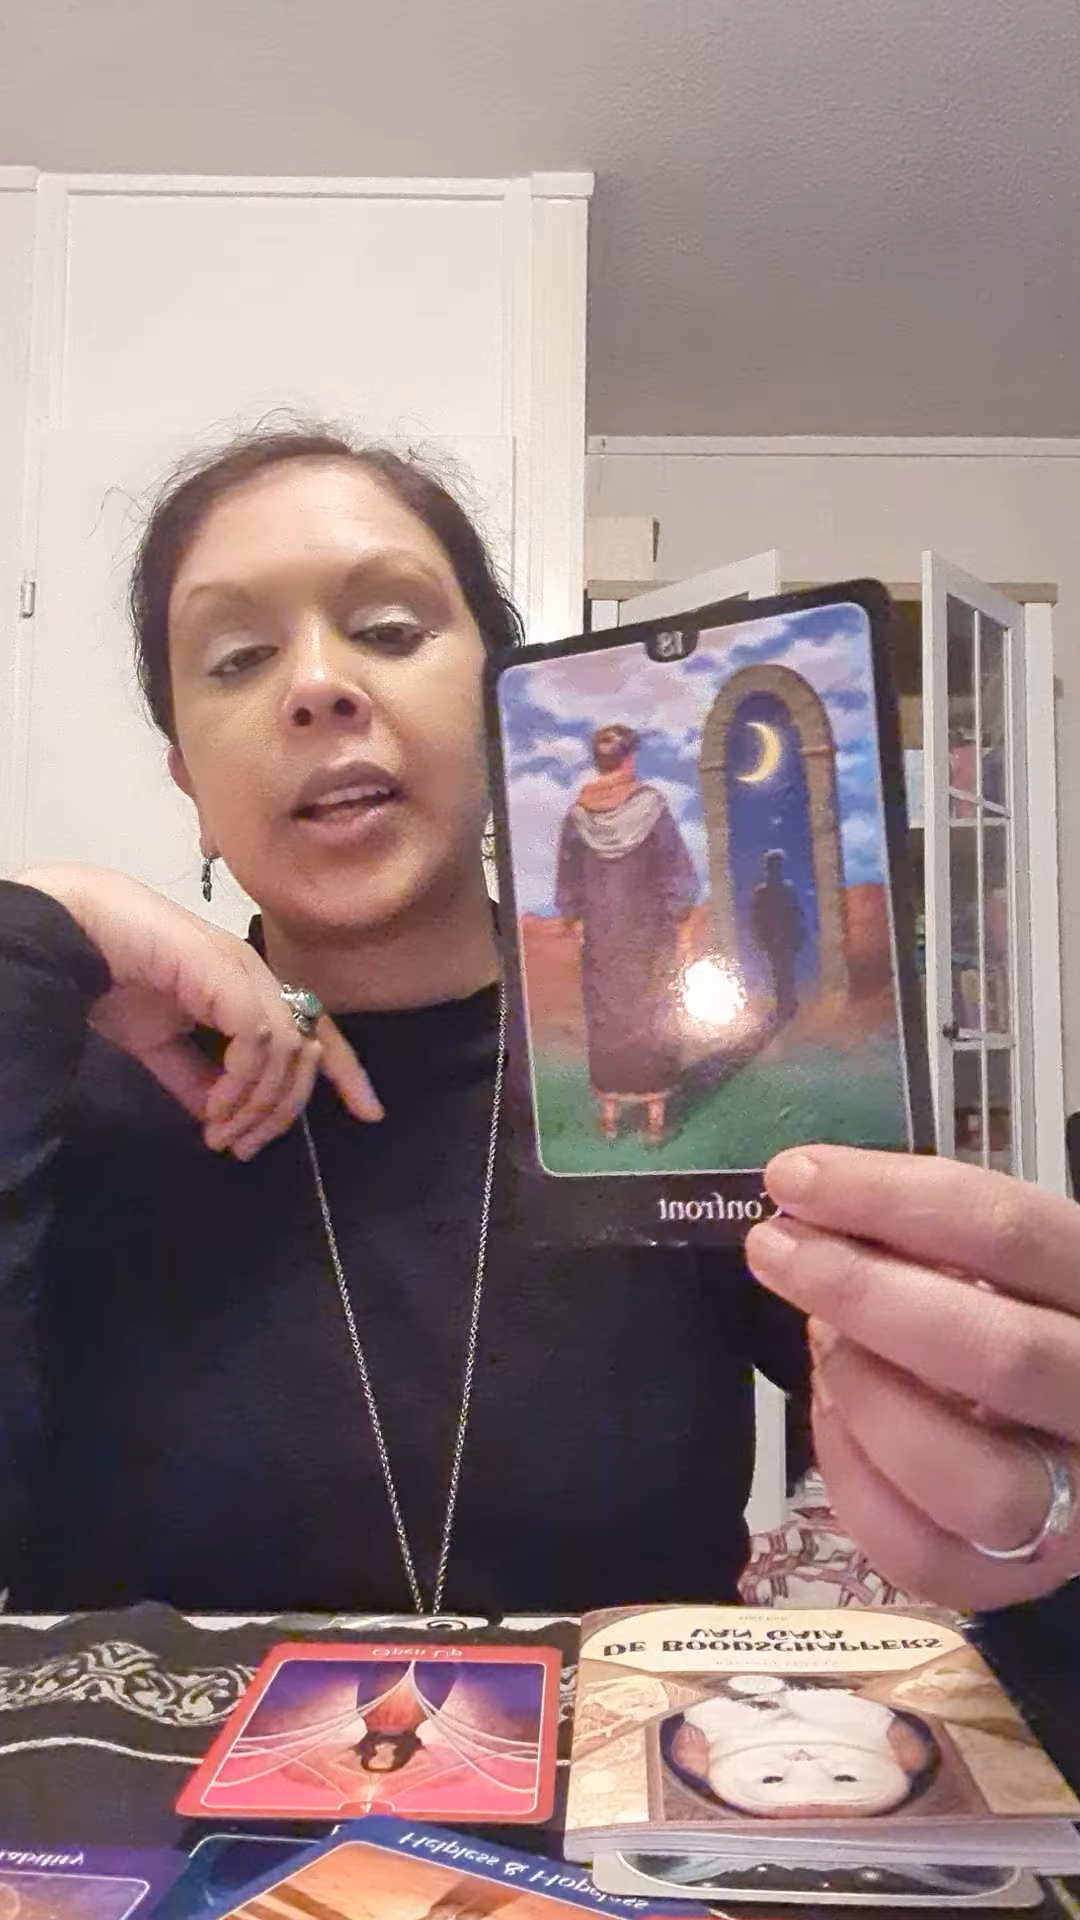 18
Confront
Open Up
DE BOODSCHAPPERS
VAN GAIA
Helpless & Hopeless